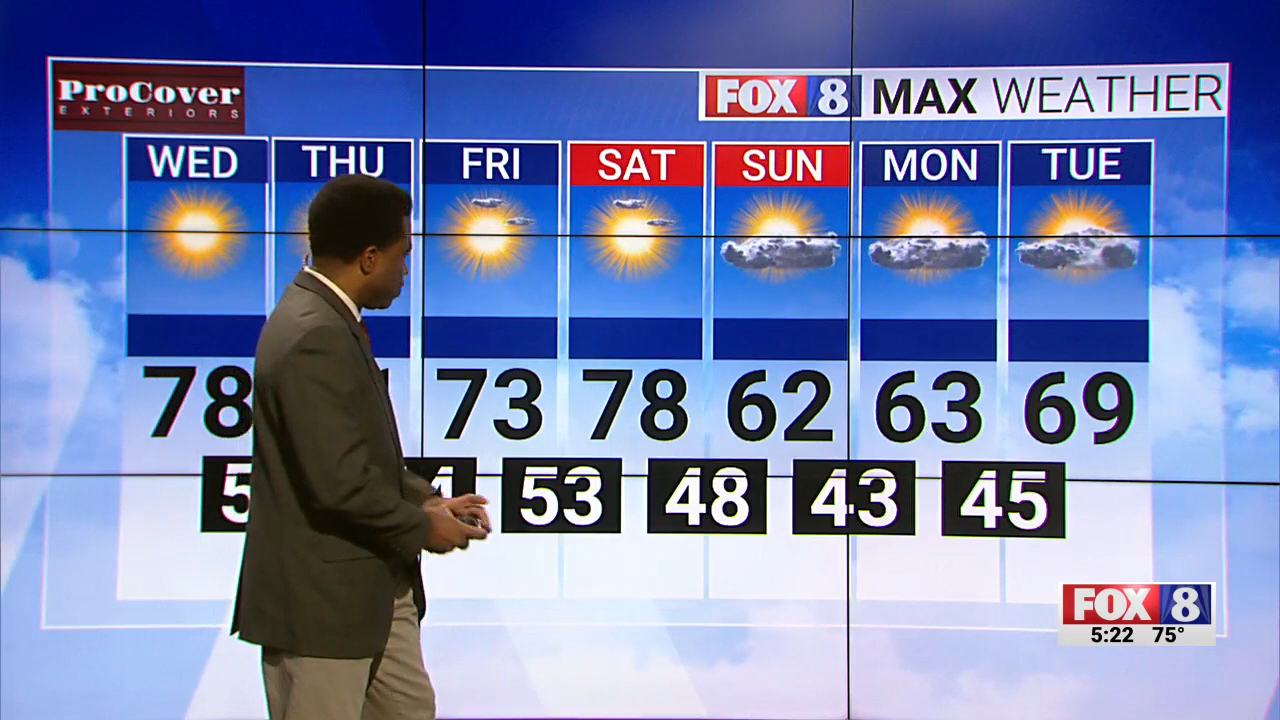 ProCover
EXTERIORS
FOX 8 MAX WEATHER
WED THU FRI SAT SUN MON TUE
78 73 78 62 63 69
53 48 43 45
FOX 8
5:22 75°